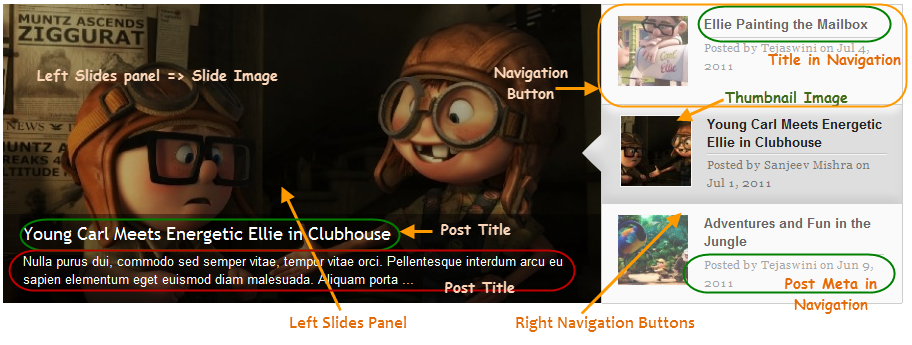 MUNTZ ASCENDS
ZIGGURAT
Left Slides panel => Slide Image
NEWS
MUNTZ A
REAKS 4
LTITUDE
Young Carl Meets Energetic Ellie in Clubhouse
Nulla purus dui, commodo sed semper vitae, tempor vitae orci. Pellentesque interdum arcu eu
sapien elementum eget euismod diam malesuada. Aliquam porta ...
Post Title
Post Title
Navigation
Button
Ellie Painting the Mailbox
Posted by Tejaswini on Jul 4,
2011
Title in Navigation
Thumbnail Image
Young Carl Meets Energetic
Ellie in Clubhouse
Posted by Sanjeev Mishra on
Jul 1, 2011
Adventures and Fun in the
Jungle
Posted by Tejaswini on Jun 9,
2011
Post Meta in
Navigation
Left Slides Panel
Right Navigation Buttons